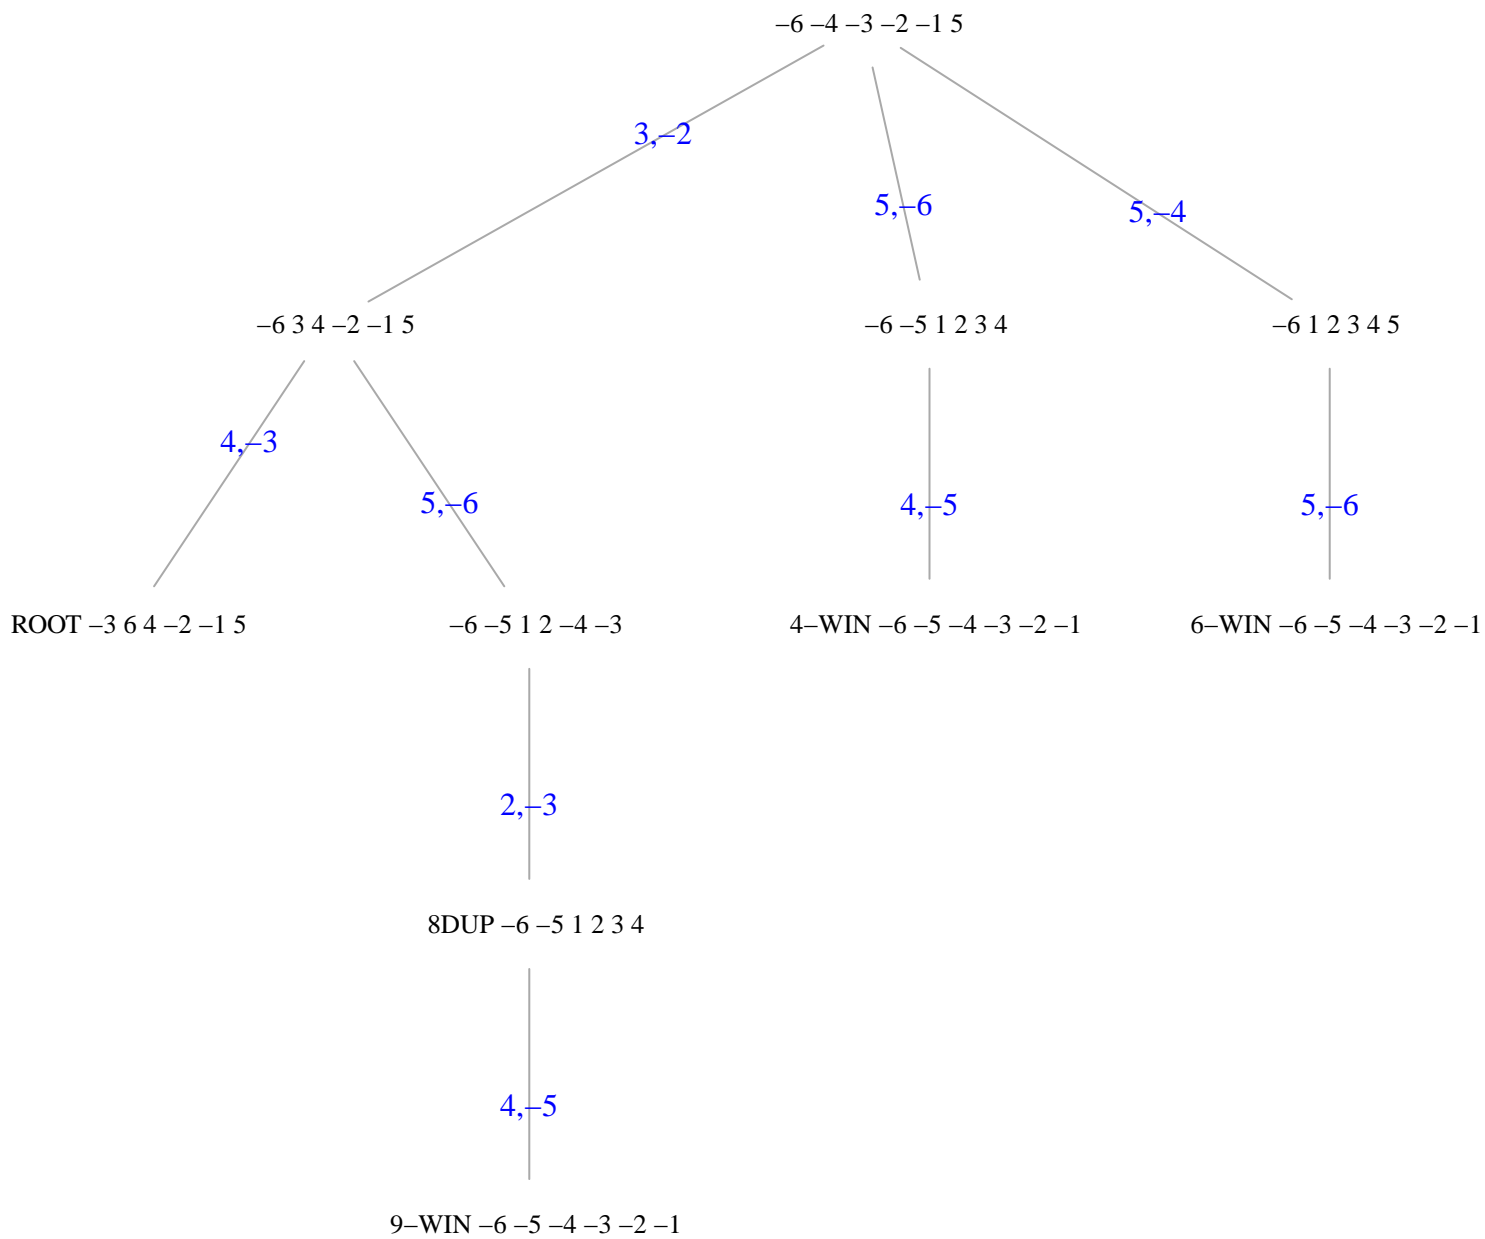 –6 –4 –3 –2 –1 5
3,–2
5,–6
5,–4
–6 3 4 –2 –1 5
–6 –5 1 2 3 4
–6 1 2 3 4 5
4,–3
5,–6
4,–5
5,–6
ROOT –3 6 4 –2 –1 5
–6 –5 1 2 –4 –3
4–WIN –6 –5 –4 –3 –2 –1
6–WIN –6 –5 –4 –3 –2 –1
2,–3
8DUP –6 –5 1 2 3 4
4,–5
9–WIN –6 –5 –4 –3 –2 –1